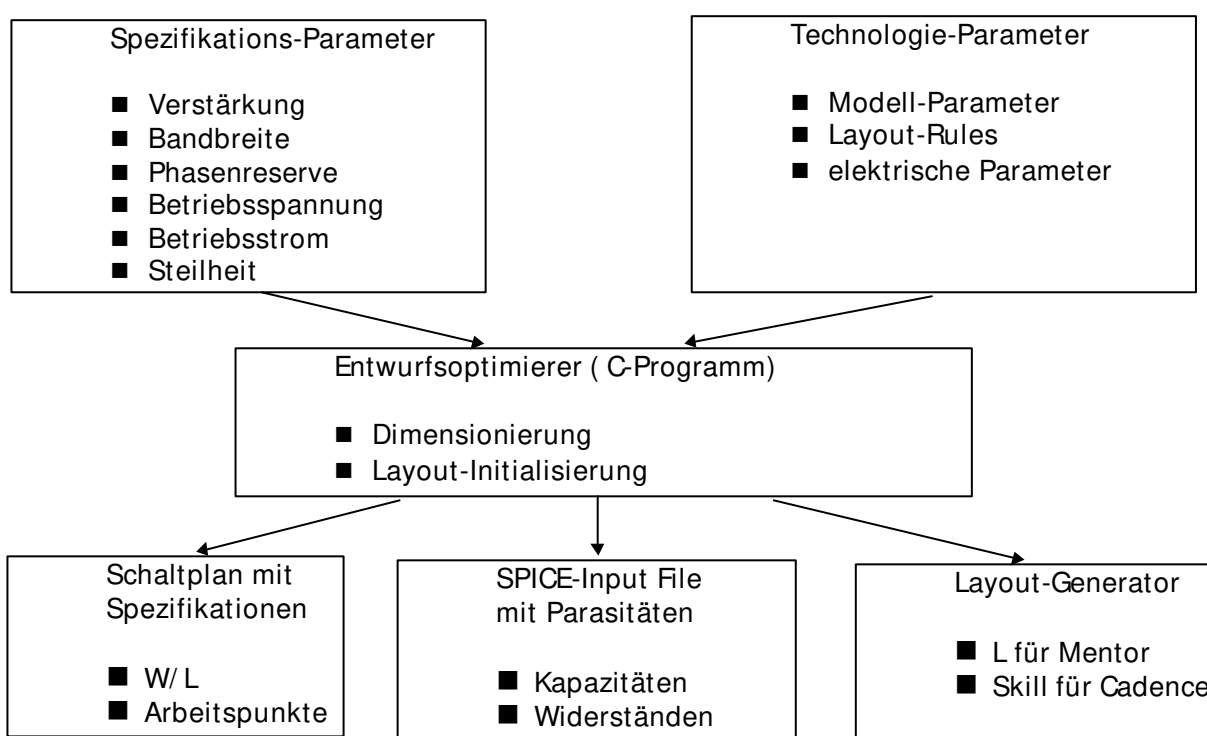 Spezifikations-Parameter
■ Verstärkung
■ Bandbreite
■ Phasenreserve
■ Betriebsspannung
■ Betriebsstrom
■ Steilheit
Technologie-Parameter
■ Modell-Parameter
■ Layout-Rules
■ elektrische Parameter
Entwurfsoptimierer ( C-Programm)
■ Dimensionierung
■ Layout-Initialisierung
Schaltplan mit
Spezifikationen
■ W/ L
■ Arbeitspunkte
SPICE-Input File
mit Parasitäten
■ Kapazitäten
■ Widerständen
Layout-Generator
■ L für Mentor
■ Skill für Cadence